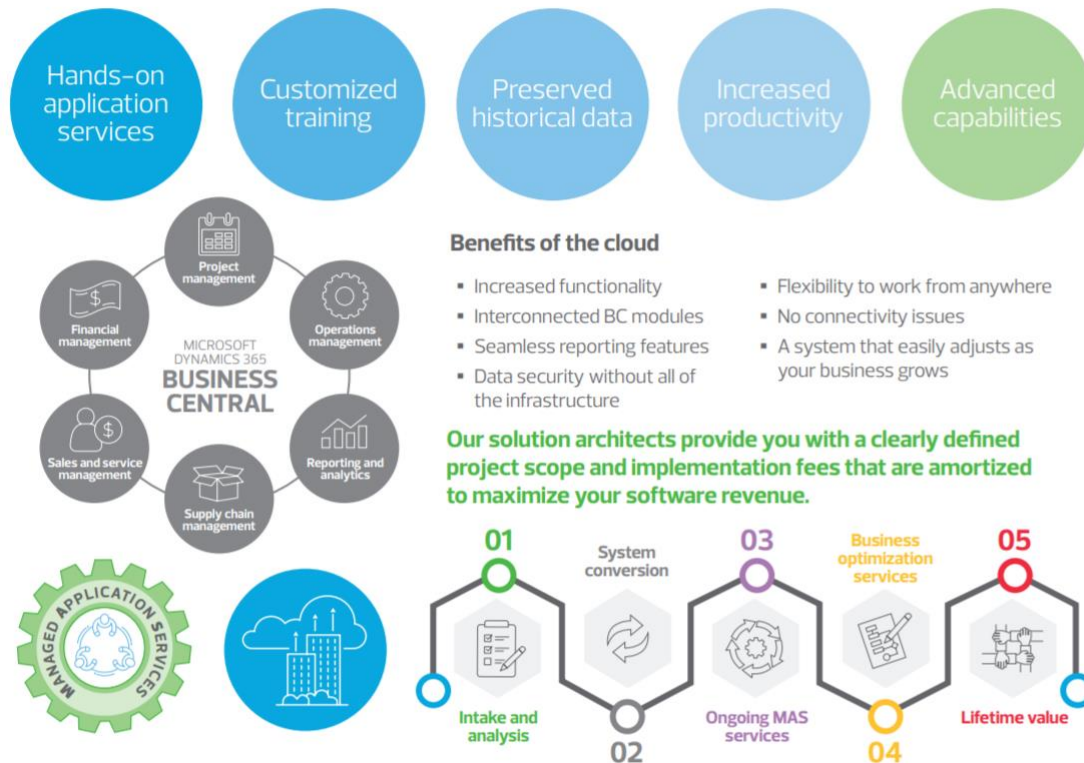 Hands-on
application
services
Customized
training
Preserved
historical data
Increased
productivity
Advanced
capabilities
Project
management
Financial
management
Operations
management
MICROSOFT
DYNAMICS 365
BUSINESS
CENTRAL
Sales and service
management
Reporting and
analytics
Supply chain
management
Benefits of the cloud
▪ Increased functionality
▪ Interconnected BC modules
▪ Seamless reporting features
▪ Data security without all of
the infrastructure
▪ Flexibility to work from anywhere
▪ No connectivity issues
▪ A system that easily adjusts as
your business grows
Our solution architects provide you with a clearly defined
project scope and implementation fees that are amortized
to maximize your software revenue.
MANAGED APPLICATION SERVICES
01
Intake and
analysis
System
conversion
02
03
Ongoing MAS
services
Business
optimization
services
04
05
Lifetime value